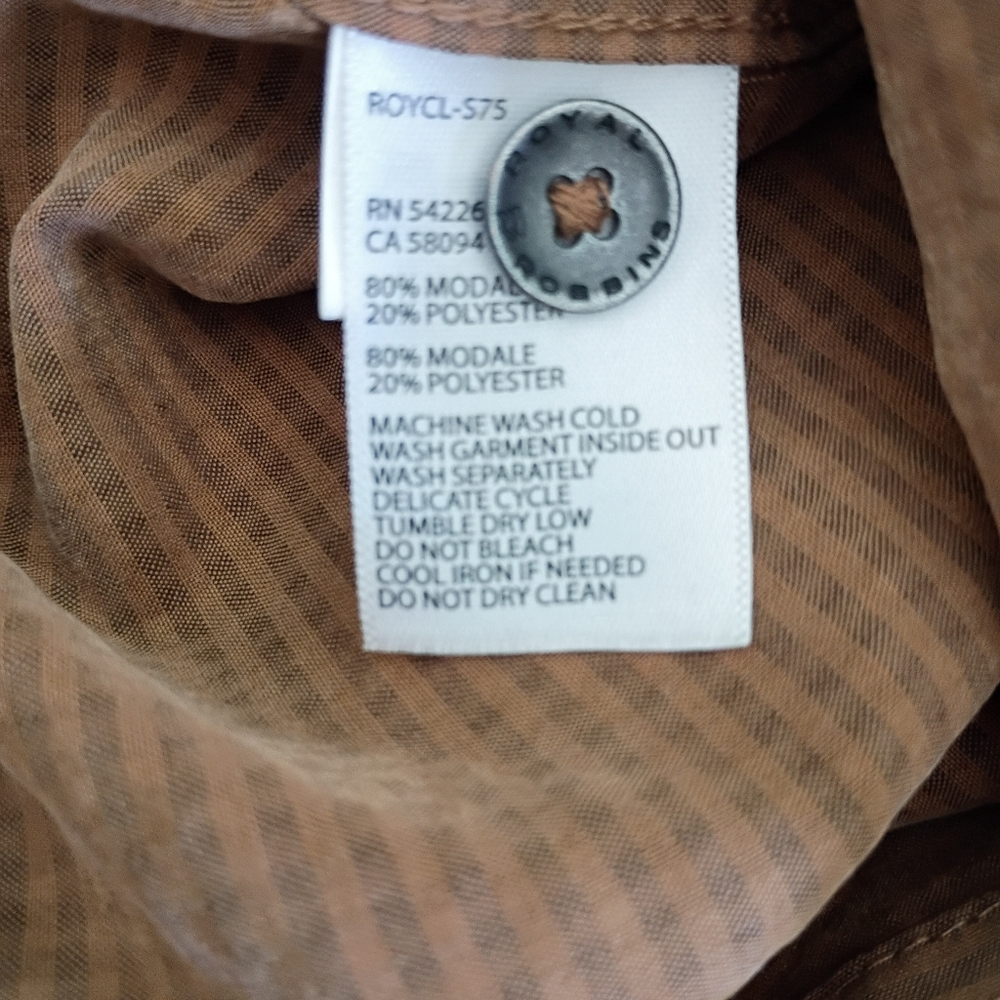 ROYCL-S75
ROYAL
ROBBINS
RN 54226
CA 58094
80% MODAL
20% POLYESTER
80% MODALE
20% POLYESTER
MACHINE WASH COLD
WASH GARMENT INSIDE OUT
WASH SEPARATELY
DELICATE CYCLE
TUMBLE DRY LOW
DO NOT BLEACH
COOL IRON IF NEEDED
DO NOT DRY CLEAN